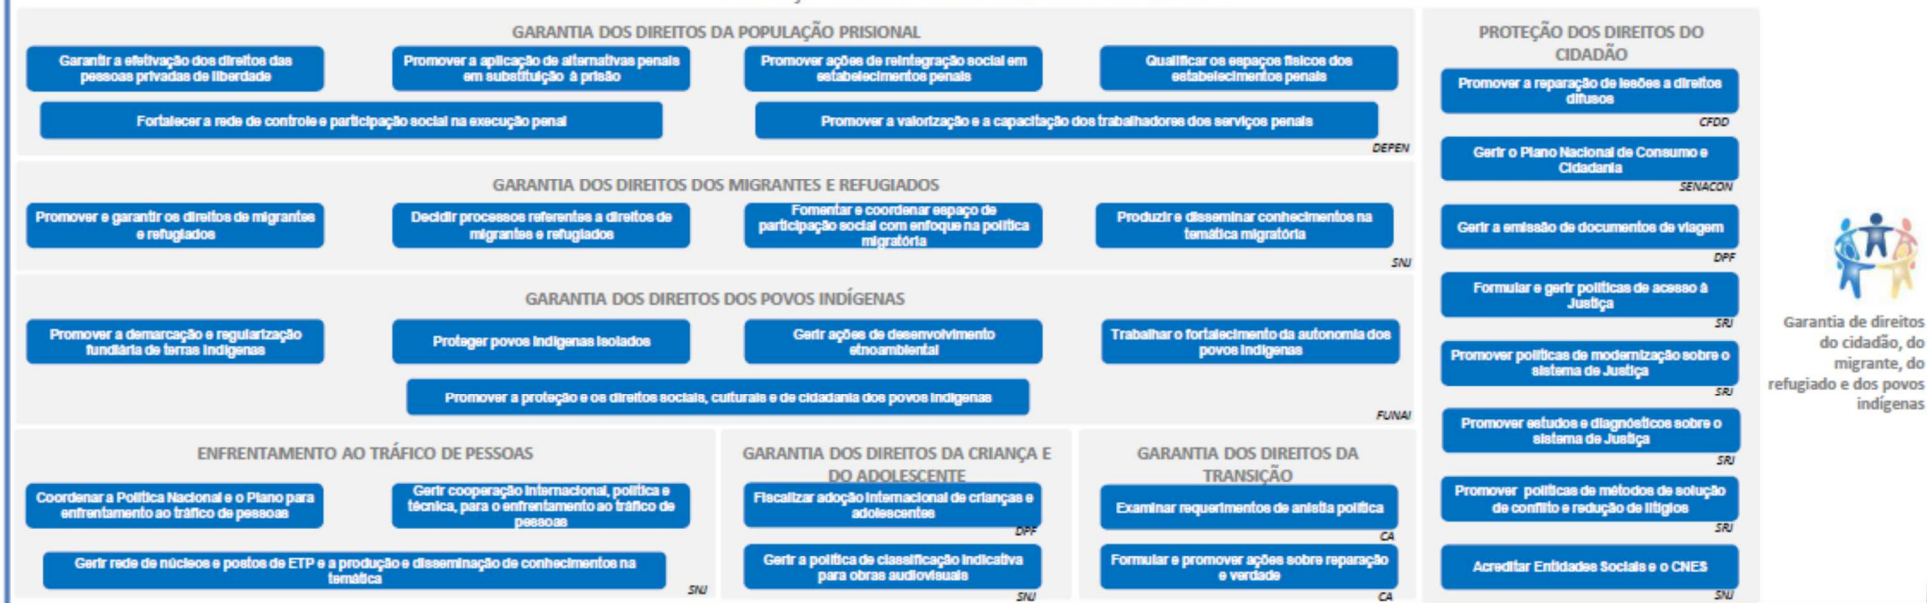 GARANTIA DOS DIREITOS DA POPULAÇÃO PRISIONAL
Garantir a efetivação dos direitos das
pessoas privadas de liberdade
Promover a aplicação de alternativas penais
em substituição à prisão
Promover ações de reintegração social em
estabelecimentos penais
Qualificar os espaços físicos dos
estabelecimentos penais
Fortalecer a rede de controle e participação social na execução penal
Promover a valorização e a capacitação dos trabalhadores dos serviços penais
DEPEN
GARANTIA DOS DIREITOS DOS MIGRANTES E REFUGIADOS
Promover e garantir os direitos de migrantes
e refugiados
Decidir processos referentes a direitos de
migrantes e refugiados
Fomentar e coordenar espaço de
participação social com enfoque na política
migratória
Produzir e disseminar conhecimentos na
temática migratória
SNJ
GARANTIA DOS DIREITOS DOS POVOS INDÍGENAS
Promover a demarcação e regularização
fundiária de terras indígenas
Proteger povos indígenas isolados
Gerir ações de desenvolvimento
etnoambiental
Trabalhar o fortalecimento da autonomia dos
povos indígenas
Promover a proteção e os direitos sociais, culturais e de cidadania dos povos indígenas
FUNAI
ENFRENTAMENTO AO TRÁFICO DE PESSOAS
Coordenar a Política Nacional e o Plano para
enfrentamento ao tráfico de pessoas
Gerir cooperação internacional, política e
técnica, para o enfrentamento ao tráfico de
pessoas
Gerir rede de núcleos e postos de ETP e a produção e disseminação de conhecimentos na
temática
SNJ
GARANTIA DOS DIREITOS DA CRIANÇA E
DO ADOLESCENTE
Fiscalizar adoção internacional de crianças e
adolescentes
DPF
Gerir a política de classificação indicativa
para obras audiovisuais
SNJ
GARANTIA DOS DIREITOS DA
TRANSIÇÃO
Examinar requerimentos de anistia política
CA
Formular e promover ações sobre reparação
e verdade
CA
PROTEÇÃO DOS DIREITOS DO
CIDADÃO
Promover a reparação de lesões a direitos
difusos
CFDD
Gerir o Plano Nacional de Consumo e
Cidadania
SENACON
Gerir a emissão de documentos de viagem
DPF
Formular e gerir políticas de acesso à
Justiça
SRJ
Promover políticas de modernização sobre o
sistema de Justiça
SRJ
Promover estudos e diagnósticos sobre o
sistema de Justiça
SRJ
Promover políticas de métodos de solução
de conflito e redução de litígios
SRJ
Acreditar Entidades Sociais e o CNES
SNJ
Garantia de direitos
do cidadão, do
migrante, do
refugiado e dos povos
indígenas